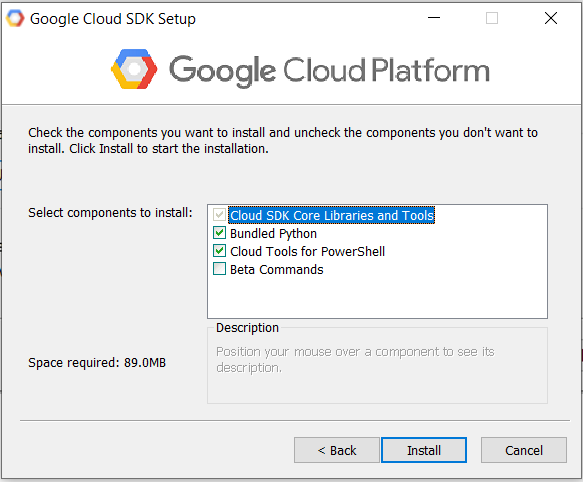 Google Cloud SDK Setup
Google Cloud Platform
Check the components you want to install and uncheck the components you don't want to
install. Click Install to start the installation.
Select components to install:
Cloud SDK Core Libraries and Tools
Bundled Python
Cloud Tools for PowerShell
Beta Commands
Description
Position your mouse over a component to see its
description.
Space required: 89.0MB
< Back
Install
Cancel